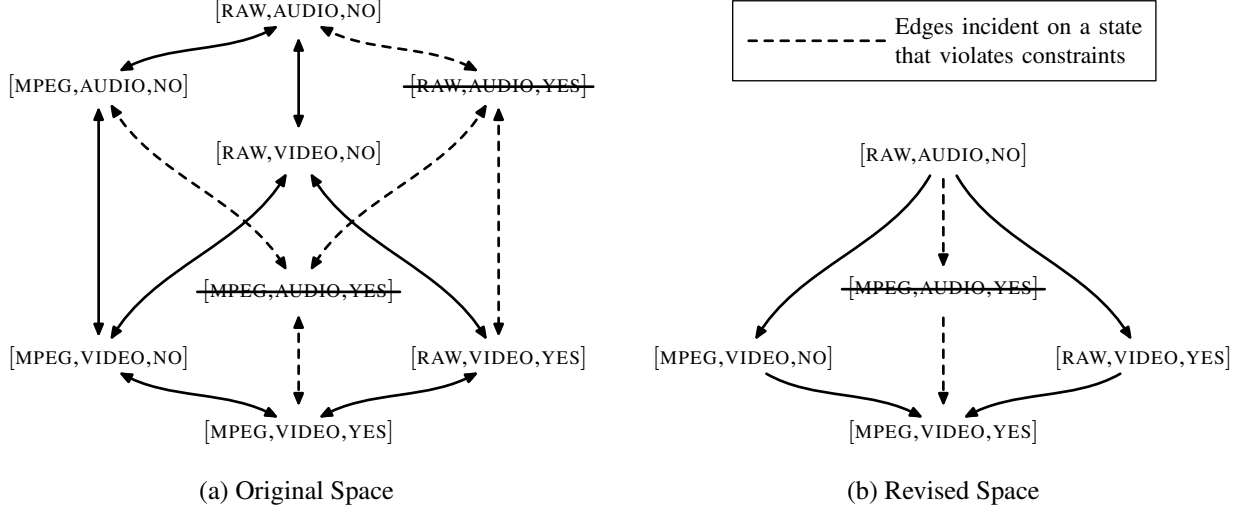 [RAW,AUDIO,NO]
[MPEG,AUDIO,NO]
[RAW,AUDIO,YES]
[RAW,VIDEO,NO]
[MPEG,AUDIO,YES]
[MPEG,VIDEO,NO]
[RAW,VIDEO,YES]
[MPEG,VIDEO,YES]
(a) Original Space
Edges incident on a state
that violates constraints
[RAW,AUDIO,NO]
[MPEG,AUDIO,YES]
[MPEG,VIDEO,NO]
[RAW,VIDEO,YES]
[MPEG,VIDEO,YES]
(b) Revised Space